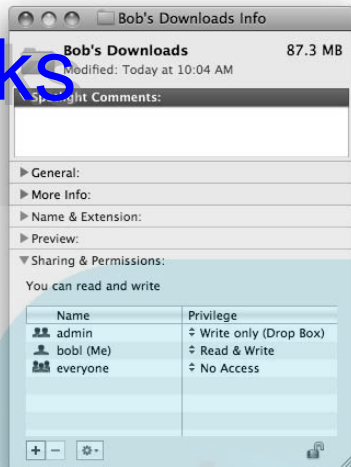 Bob's Downloads Info
Bob's Downloads 87.3 MB
Modified: Today at 10:04 AM
ks
Spotlight Comments:
General:
More Info:
Name & Extension:
Preview:
Sharing & Permissions:
You can read and write
Name Privilege
admin Write only (Drop Box)
bobl (Me) Read & Write
everyone No Access